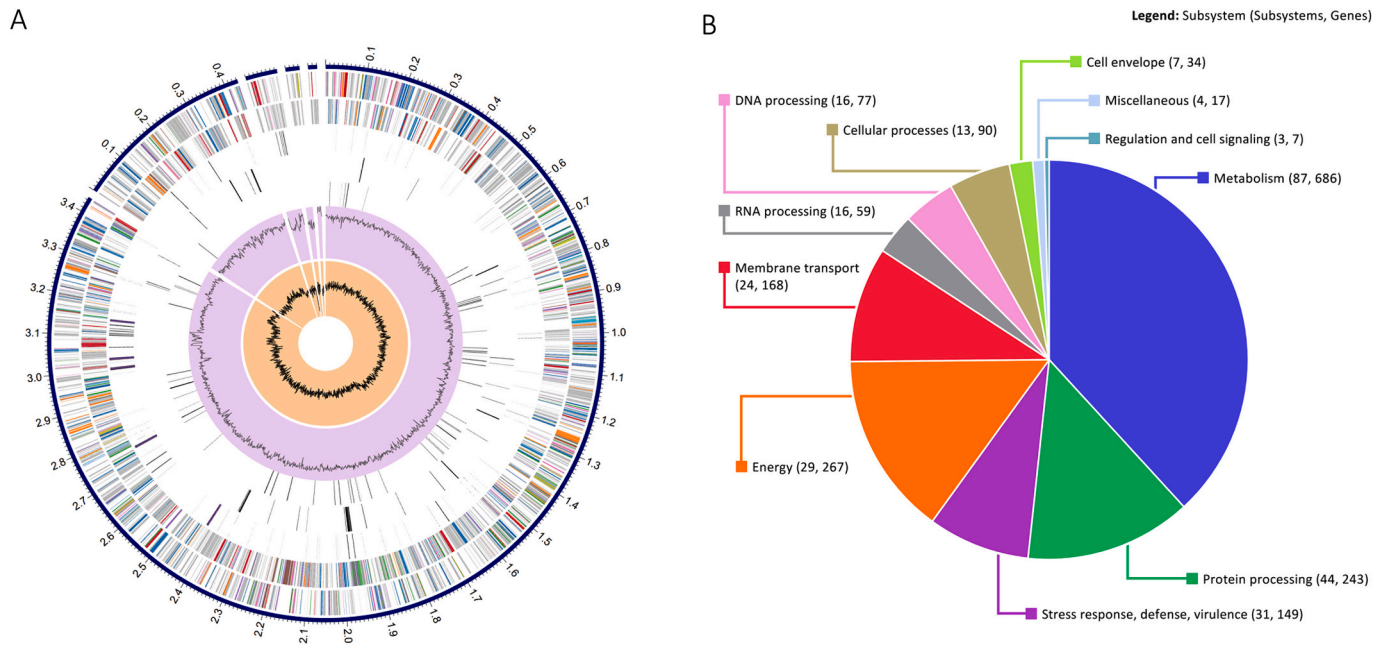 A
0.1
0.2
0.3
0.4
0.5
0.6
0.7
0.8
0.9
1.0
1.1
1.2
1.3
1.4
1.5
1.6
1.7
1.8
1.9
2.0
2.1
2.2
2.3
2.4
2.5
2.6
2.7
2.8
2.9
3.0
3.1
3.2
3.3
3.4
0.1
0.2
0.3
0.4
B
Legend: Subsystem (Subsystems, Genes)
Cell envelope (7, 34)
DNA processing (16, 77)
Miscellaneous (4, 17)
Cellular processes (13, 90)
Regulation and cell signaling (3, 7)
Metabolism (87, 686)
RNA processing (16, 59)
Membrane transport
(24, 168)
Energy (29, 267)
Protein processing (44, 243)
Stress response, defense, virulence (31, 149)